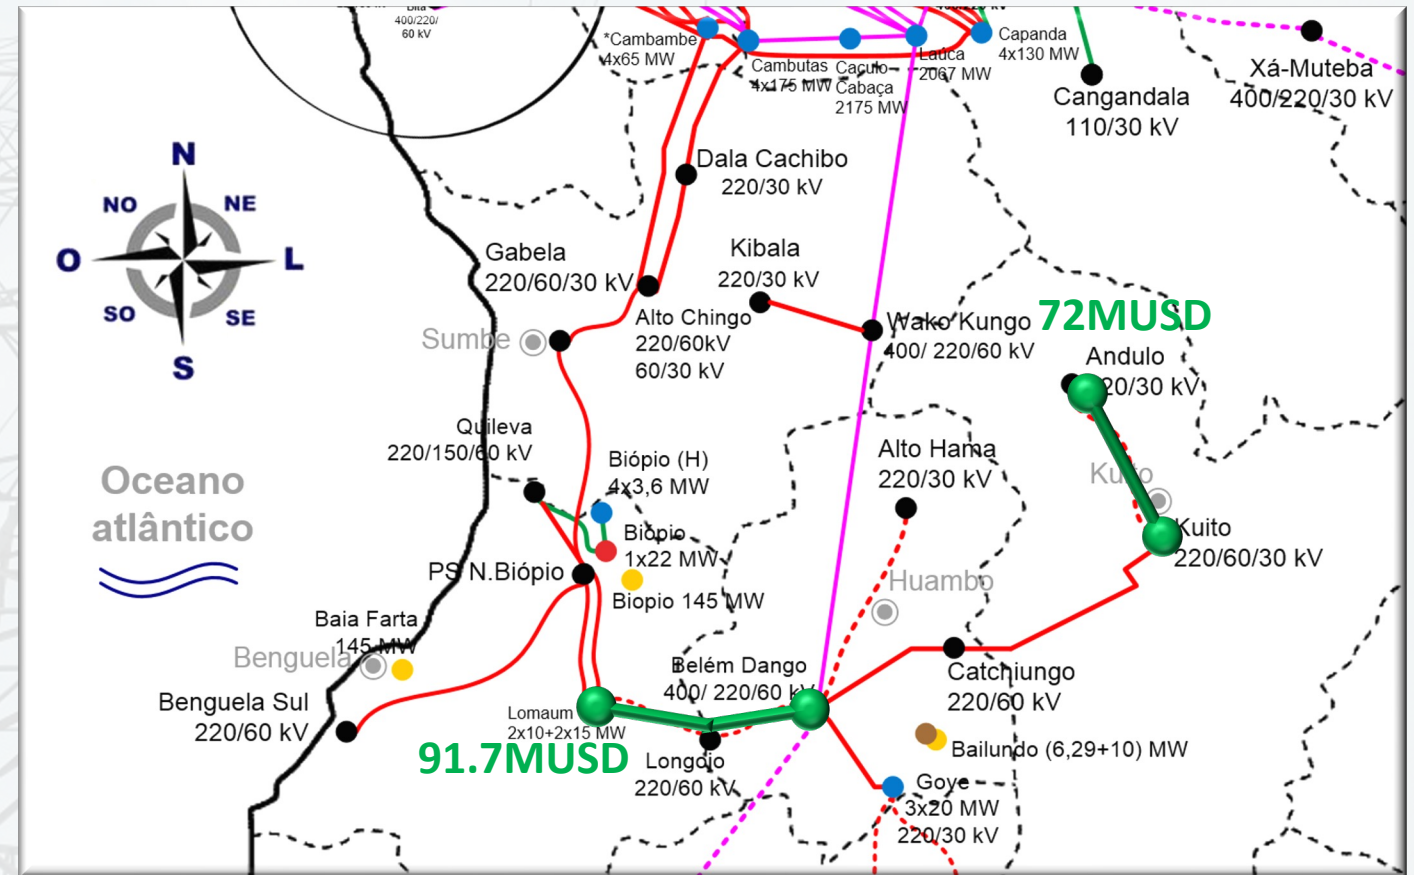 400/220/
60 kV
*Cambambe
4x65 MW
Cambutas
4x175 MW
Caculo
Cabaça
2175 MW
Laúca
2067 MW
Capanda
4x130 MW
Cangandala
110/30 kV
Xá-Muteba
400/220/30 kV
N
NO
NE
O
L
SO
SE
S
Dala Cachibo
220/30 kV
Gabela
220/60/30 kV
Kibala
220/30 kV
Alto Chingo
220/60kV
60/30 kV
Sumbe
Wako Kungo
400/ 220/60 kV
72MUSD
Andulo
20/30 kV
Quileva
220/150/60 kV
Biópio (H)
4x3,6 MW
Alto Hama
220/30 kV
Kuito
Kuito
220/60/30 kV
Oceano
atlântico
Biópio
1x22 MW
PS N.Biópio
Biopio 145 MW
Huambo
Baia Farta
145 MW
Benguela
Benguela Sul
220/60 kV
Belém Dango
400/ 220/60 kV
Catchiungo
220/60 kV
Lomaum
2x10+2x15 MW
91.7MUSD
Longojo
220/60 kV
Bailundo (6,29+10) MW
Gove
3x20 MW
220/30 kV